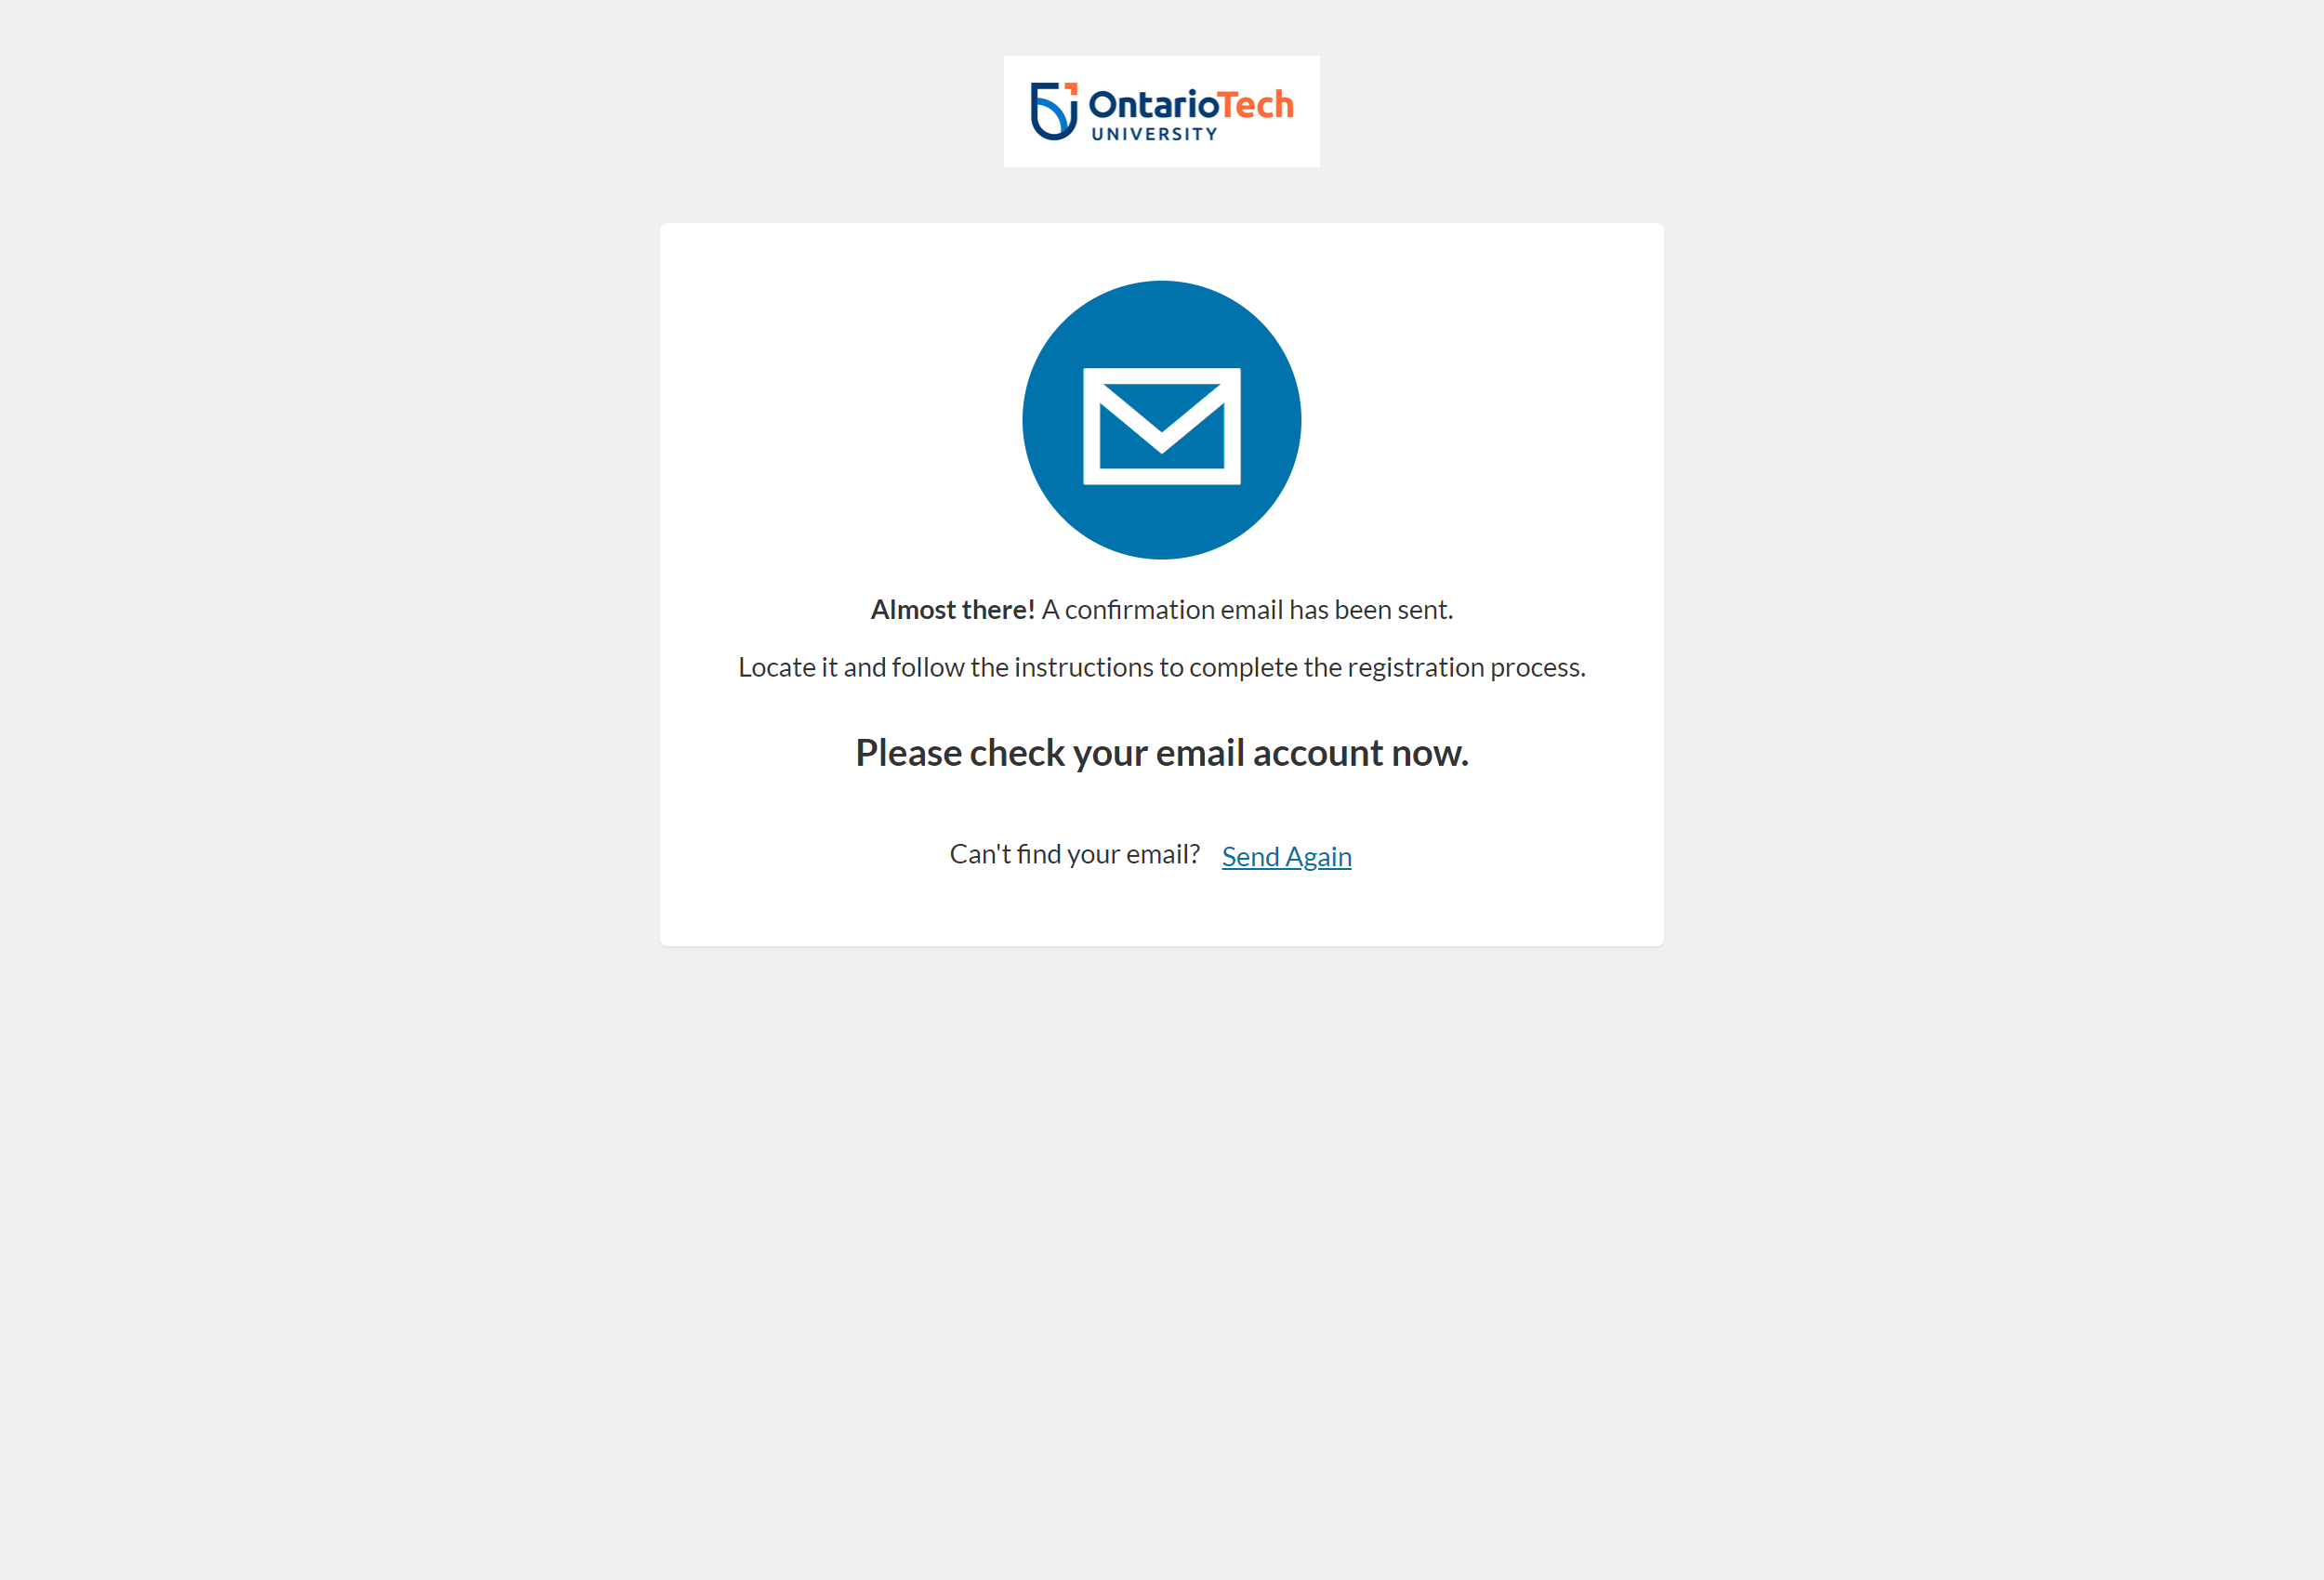 OntarioTech
UNIVERSITY
Almost there! A confirmation email has been sent.
Locate it and follow the instructions to complete the registration process.
Please check your email account now.
Can't find your email? Send Again